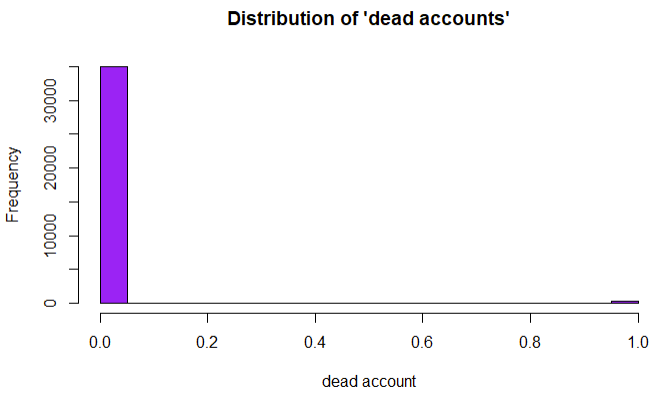 Distribution of 'dead accounts'
Frequency
30000
20000
10000
0
0.0 0.2 0.4 0.6 0.8 1.0
dead account